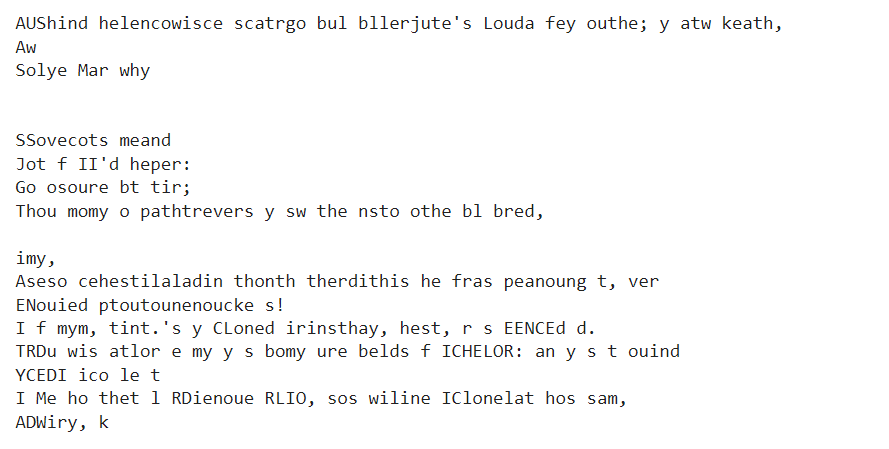 AUShind helencowisce scatrgo bul bllerjute's Louda fey outhe; y atw keath,
Aw
Solye Mar why
SSovecots meand
Jot f II'd heper:
Go osoure bt tir;
Thou momy o pathtrevers y sw the nsto othe bl bred,
imy,
Aseso cehestilaladin thonth therdithis he fras peanoung t, ver
ENouied ptoutounenoucke s!
I f mym, tint.'s y CLoned irinsthay, hest, r s EENCEd d.
TRDu wis atlor e my y s bomy ure belds f ICHELOR: an y s t ouind
YCEDI ico le t
I Me ho thet l RDienoue RLIO, sos wiline IClonelat hos sam,
ADWiry, k